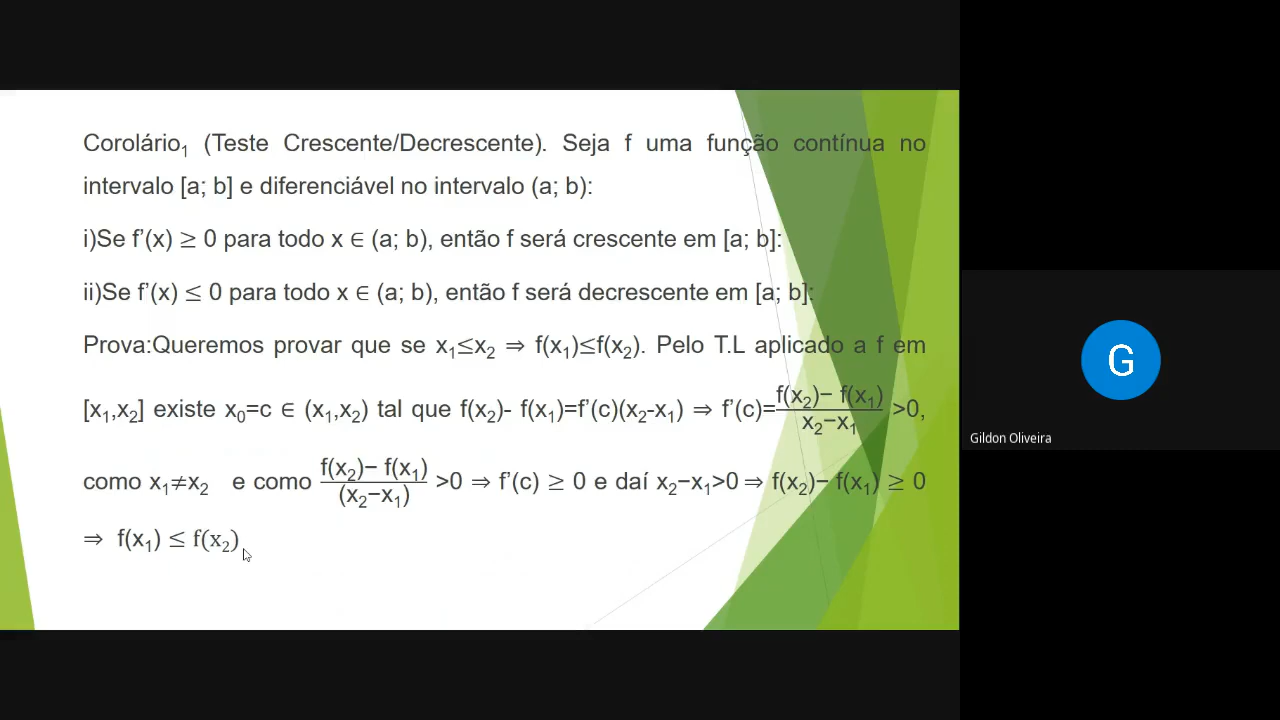 Corolário₁ (Teste Crescente/Decrescente). Seja f uma função contínua no
intervalo [a; b] e diferenciável no intervalo (a; b):
i)Se f’(x) ≥ 0 para todo x ∈ (a; b), então f será crescente em [a; b]:
ii)Se f’(x) ≤ 0 para todo x ∈ (a; b), então f será decrescente em [a; b]:
Prova:Queremos provar que se x₁≤x₂ ⇒ f(x₁)≤f(x₂). Pelo T.L aplicado a f em
[x₁,x₂] existe x₀=c ∈ (x₁,x₂) tal que f(x₂)- f(x₁)=f’(c)(x₂-x₁) ⇒ f’(c)=\frac{f(x₂)− f(x₁)}{x₂−x₁} >0,
como x₁≠x₂ e como \frac{f(x₂)− f(x₁)}{(x₂−x₁)} >0 ⇒ f’(c) ≥ 0 e daí x₂−x₁>0 ⇒ f(x₂)− f(x₁) ≥ 0
⇒ f(x₁) ≤ f(x₂)
G
Gildon Oliveira